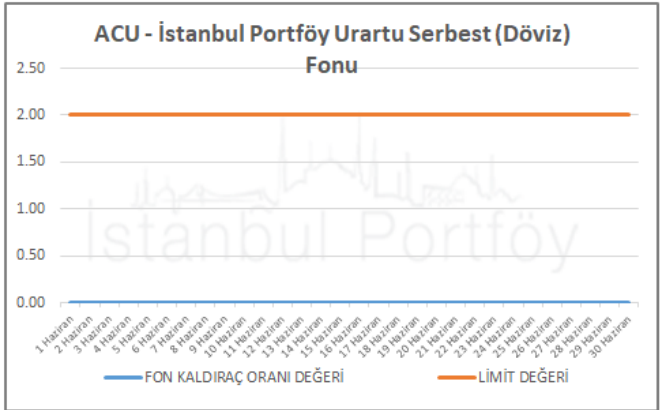 ACU - İstanbul Portföy Urartu Serbest (Döviz)
Fonu
2.50
2.00
1.50
1.00
0.50
0.00
İstanbul Portföy
1 Haziran
2 Haziran
3 Haziran
4 Haziran
5 Haziran
6 Haziran
7 Haziran
8 Haziran
9 Haziran
10 Haziran
11 Haziran
12 Haziran
13 Haziran
14 Haziran
15 Haziran
16 Haziran
17 Haziran
18 Haziran
19 Haziran
20 Haziran
21 Haziran
22 Haziran
23 Haziran
24 Haziran
25 Haziran
26 Haziran
27 Haziran
28 Haziran
29 Haziran
30 Haziran
FON KALDIRAÇ ORANI DEĞERİ
LİMİT DEĞERİ